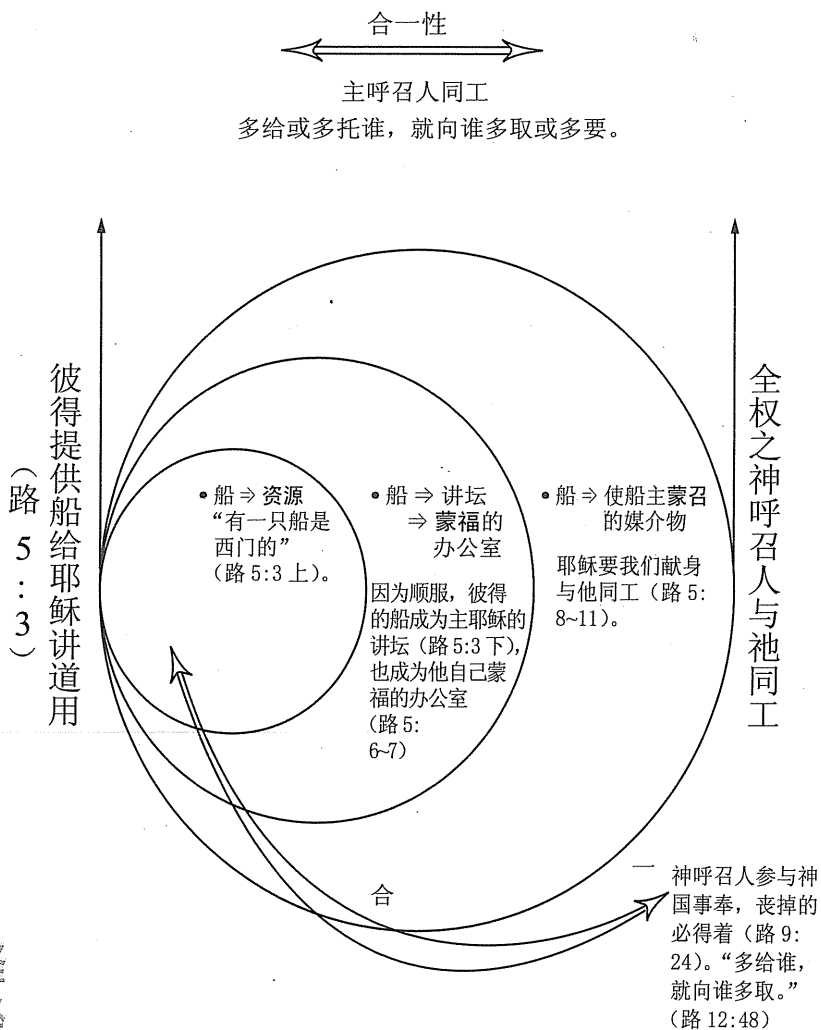 合一性
主呼召人同工
多给或多托谁，就向谁多取或多要。
彼得提供船给耶稣讲道用
（路 5：3）
• 船 ⇒ 资源
“有一只船是
西门的”
（路 5:3 上）。
• 船 ⇒ 讲坛
⇒ 蒙福的
办公室
因为顺服，彼得
的船成为主耶稣的
讲坛（路 5:3 下），
也成为他自己蒙
福的办公室
（路 5:
6~7）
• 船 ⇒ 使船主蒙召
的媒介物
耶稣要我们献身
与他同工（路 5:
8~11）。
全权之神呼召人与祂同工
合
一
神呼召人参与神
国事奉，丧掉的
必得着（路 9:
24）。“多给谁，
就向谁多取。”
（路 12:48）